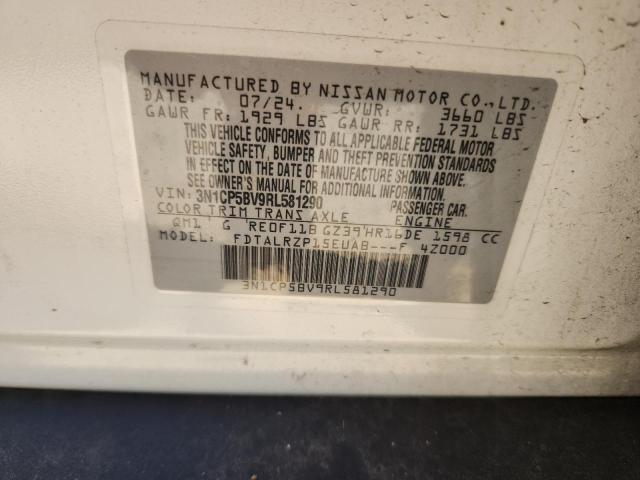 MANUFACTURED BY NISSAN MOTOR CO., LTD.
DATE: 07/24. GVWR: 3660 LBS
GAWR FR: 1929 LBS GAWR RR: 1731 LBS
THIS VEHICLE CONFORMS TO ALL APPLICABLE FEDERAL MOTOR
VEHICLE SAFETY, BUMPER AND THEFT PREVENTION STANDARDS
IN EFFECT ON THE DATE OF MANUFACTURE SHOWN ABOVE.
SEE OWNER'S MANUAL FOR ADDITIONAL INFORMATION.
VIN: 3N1CP5BV9RL581290 PASSENGER CAR.
COLOR TRIM TRANS AXLE ENGINE
QM1 G RE0F11B GZ39 HR16DE 1598 CC
MODEL: FDTALRZP15EUAB---F 4Z000
3N1CP5BV9RL581290